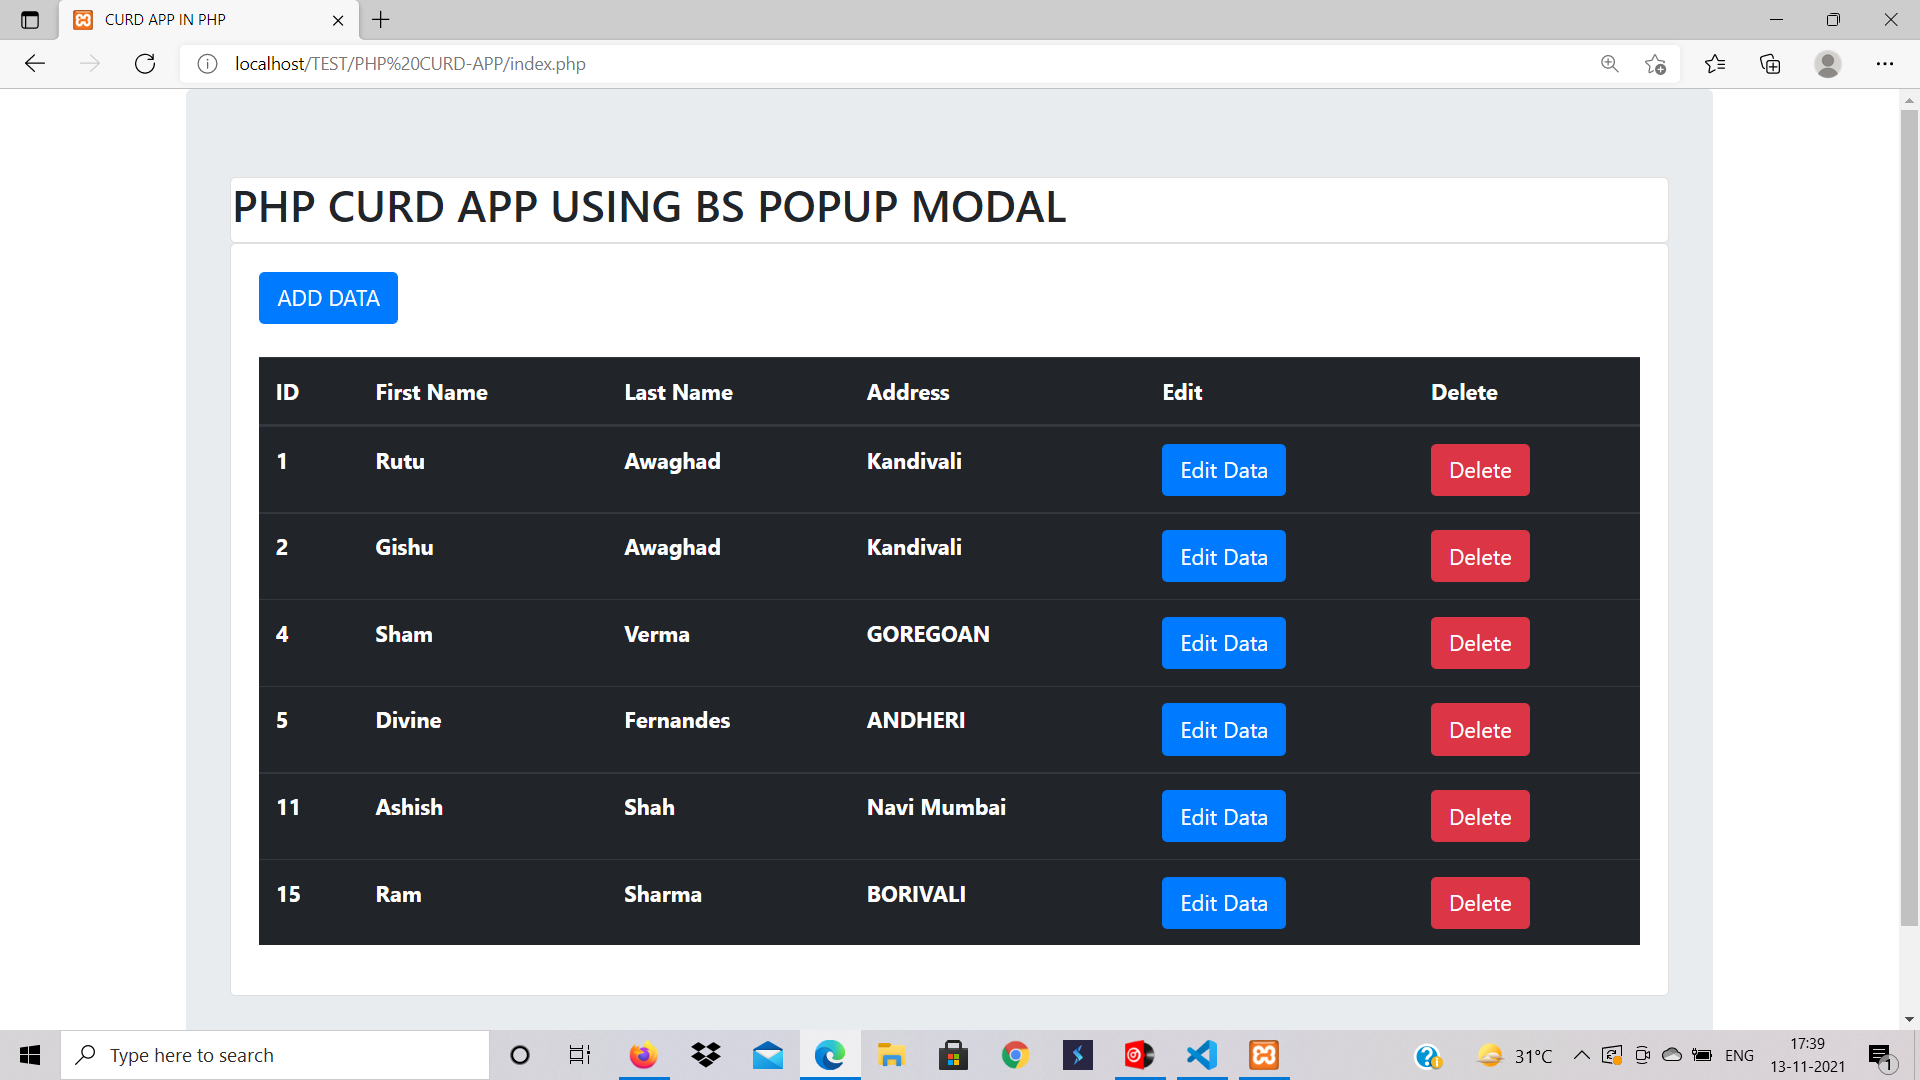 CURD APP IN PHP
localhost/TEST/PHP%20CURD-APP/index.php
PHP CURD APP USING BS POPUP MODAL
ADD DATA
ID First Name Last Name Address Edit Delete
1 Rutu Awaghad Kandivali Edit Data Delete
2 Gishu Awaghad Kandivali Edit Data Delete
4 Sham Verma GOREGOAN Edit Data Delete
5 Divine Fernandes ANDHERI Edit Data Delete
11 Ashish Shah Navi Mumbai Edit Data Delete
15 Ram Sharma BORIVALI Edit Data Delete
Type here to search
31°C ENG
17:39
13-11-2021
1